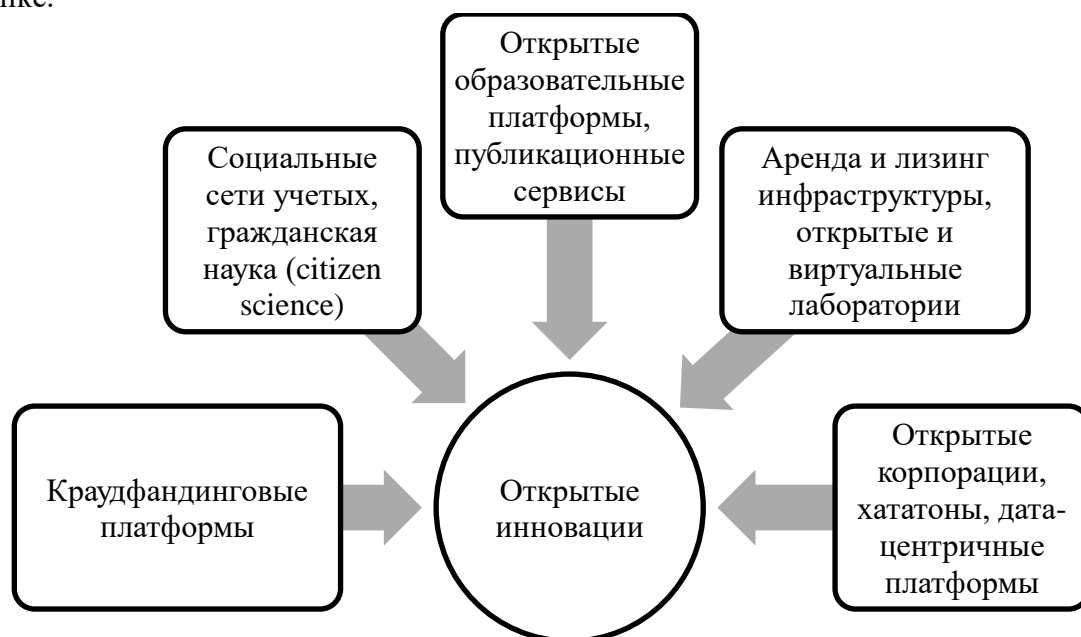 Открытые
образовательные
платформы,
публикационные
сервисы
Социальные
сети учетых,
гражданская
наука (citizen
science)
Аренда и лизинг
инфраструктуры,
открытые и
виртуальные
лаборатории
Краудфандинговые
платформы
Открытые
инновации
Открытые
корпорации,
хататоны, дата-
центричные
платформы